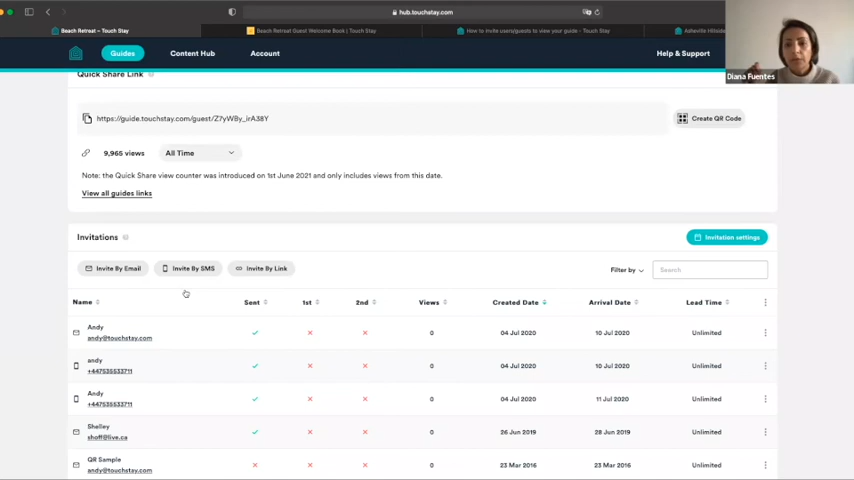 hub.touchstay.com
Beach Retreat – Touch Stay
Beach Retreat Guest Welcome Book | Touch Stay
How to invite users/guests to view your guide - Touch Stay
Asheville Hillside
Guides
Content Hub
Account
Help & Support
Diana Fuentes
Quick Share Link
https://guide.touchstay.com/guest/Z7yWBy_irA38Y
Create QR Code
9,965 views
All Time
Note: the Quick Share view counter was introduced on 1st June 2021 and only includes views from this date.
View all guides links
Invitations
Invitation settings
Invite By Email
Invite By SMS
Invite By Link
Filter by
Search
Name Sent 1st 2nd Views Created Date Arrival Date Lead Time
Andy
andy@touchstay.com
0 04 Jul 2020 10 Jul 2020 Unlimited
andy
+447535533711
0 04 Jul 2020 10 Jul 2020 Unlimited
Andy
+447535533711
0 04 Jul 2020 11 Jul 2020 Unlimited
Shelley
shoff@live.ca
0 26 Jun 2019 28 Jun 2019 Unlimited
QR Sample
andy@touchstay.com
0 23 Mar 2016 23 Mar 2016 Unlimited